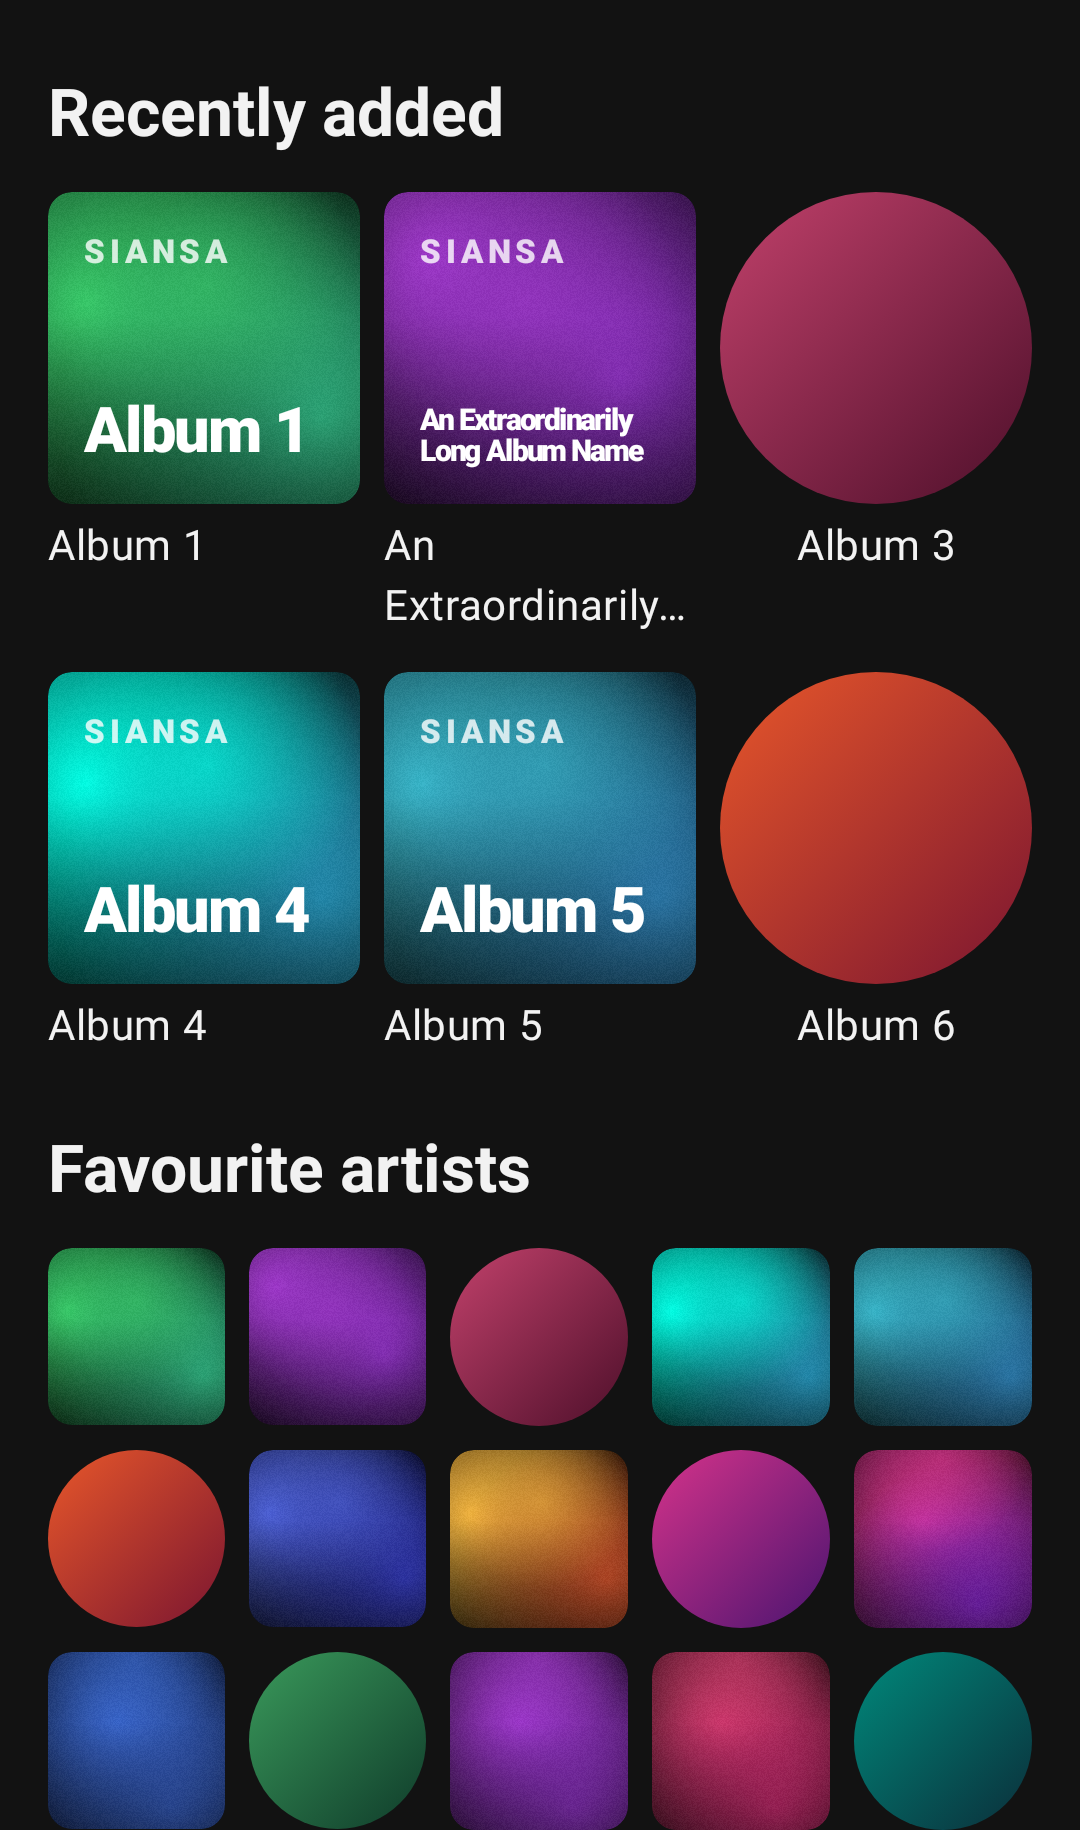 Recently added
SIANSA
Album 1
SIANSA
An Extraordinarily
Long Album Name
Album 1
An
Extraordinarily…
Album 3
SIANSA
Album 4
SIANSA
Album 5
Album 4
Album 5
Album 6
Favourite artists